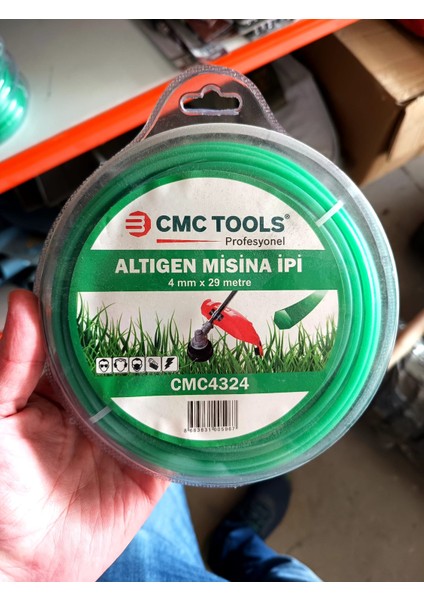 CMC TOOLS®
Profesyonel
ALTIGEN MİSİNA İPİ
4 mm x 29 metre
CMC4324